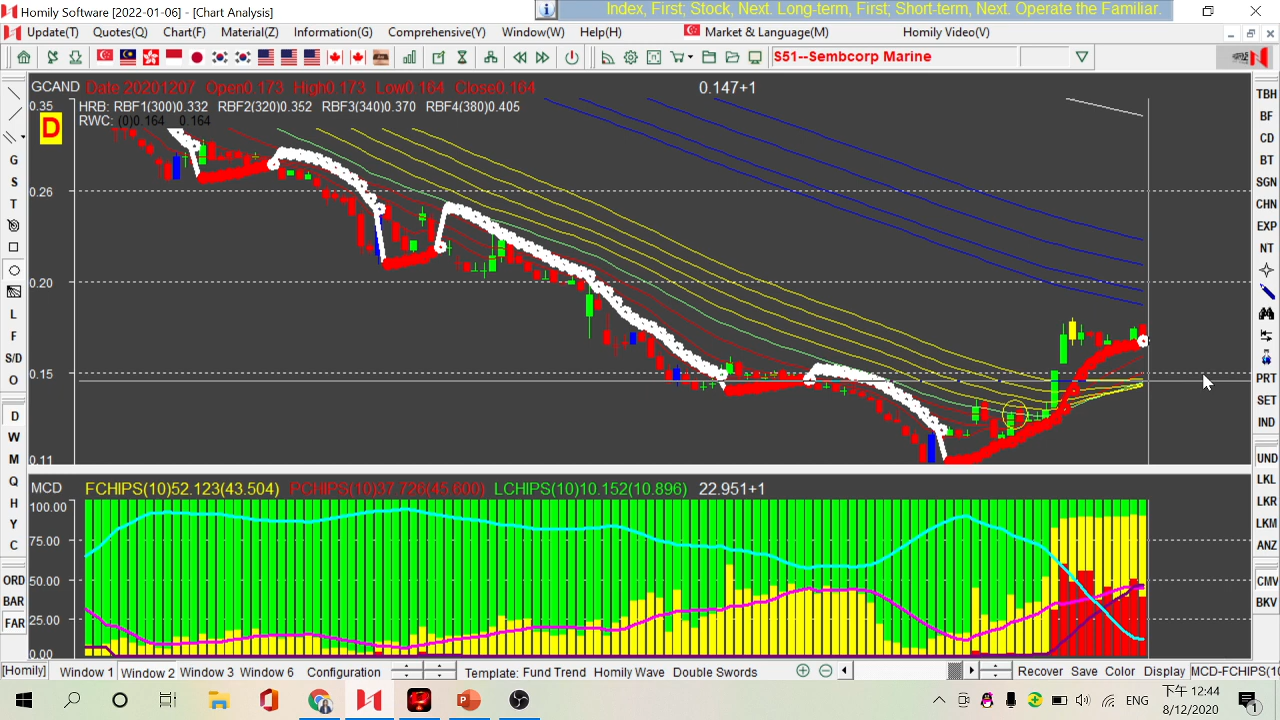 Homily Software [2022-01-06] - [Chart Analysis]
Index, First; Stock, Next. Long-term, First; Short-term, Next. Operate the Familiar.
Update(T) Quotes(Q) Chart(F) Material(Z) Information(G) Comprehensive(Y) Window(W) Help(H) Market & Language(M) Homily Video(V)
S51--Sembcorp Marine
GCAND Date 20201207 Open0.173 High0.173 Low0.164 Close0.164 0.147+1
0.35 HRB: RBF1(300)0.332 RBF2(320)0.352 RBF3(340)0.370 RBF4(380)0.405
RWC: (0)0.164 0.164
D
0.26
0.20
0.15
0.11
MCD FCHIPS(10)52.123(43.504) PCHIPS(10)37.726(45.600) LCHIPS(10)10.152(10.896) 22.951+1
100.00
75.00
50.00
25.00
0.00
G
S
T
L
F
S/D
O
D
W
M
Q
H
Y
C
ORD
BAR
FAR
TBH
BF
CD
BT
SGN
CHN
EXP
NT
PRT
SET
IND
UND
LKL
LKR
LKM
ANZ
CMV
BKV
[Homily] Window 1 Window 2 Window 3 Window 6 Configuration Template: Fund Trend Homily Wave Double Swords Recover Save Color Display MCD-FCHIPS(10
ENG
下午 12:44
8/12/2020
1